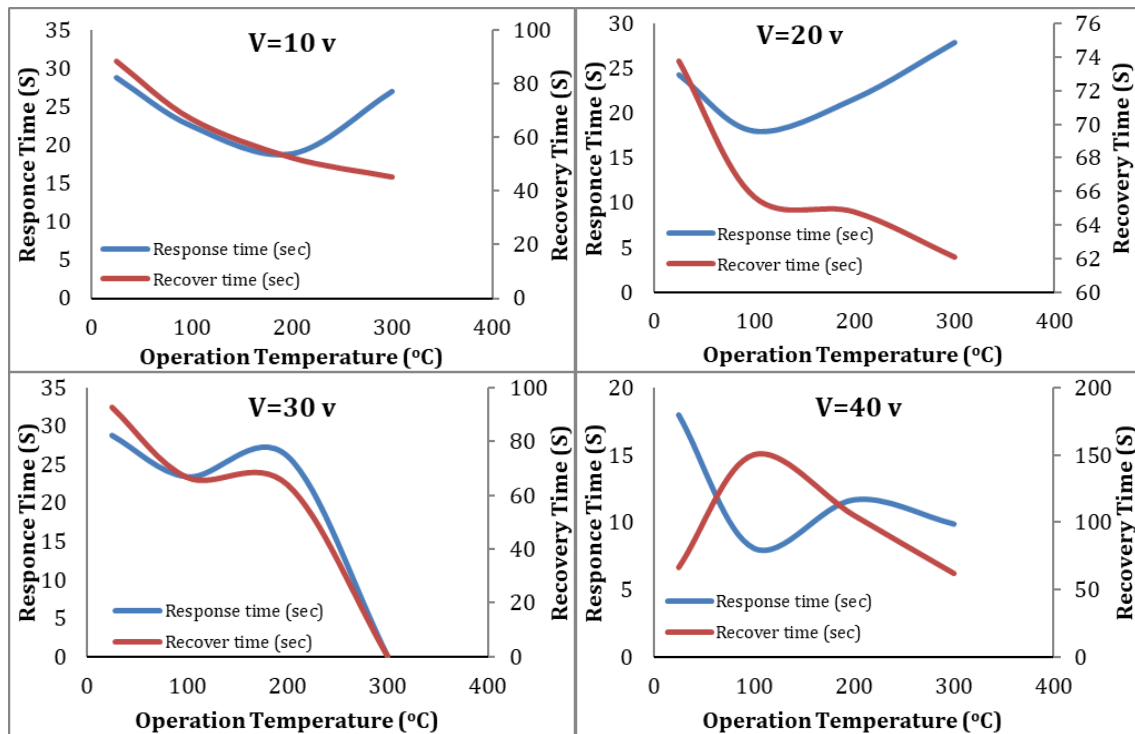 V=10 v
Responce Time (S)
35
30
25
20
15
10
5
0
Recovery Time (S)
100
80
60
40
20
0
Response time (sec)
Recover time (sec)
0 100 200 300 400
Operation Temperature (ᵒC)
V=20 v
Responce Time (S)
30
25
20
15
10
5
0
Recovery Time (S)
76
74
72
70
68
66
64
62
60
Response time (sec)
Recover time (sec)
0 100 200 300 400
Operation Temperature (ᵒC)
V=30 v
Responce Time (S)
35
30
25
20
15
10
5
0
Recovery Time (S)
100
80
60
40
20
0
Response time (sec)
Recover time (sec)
0 100 200 300 400
Operation Temperature (ᵒC)
V=40 v
Responce Time (S)
20
15
10
5
0
Recovery Time (S)
200
150
100
50
0
Response time (sec)
Recover time (sec)
0 100 200 300 400
Operation Temperature (ᵒC)